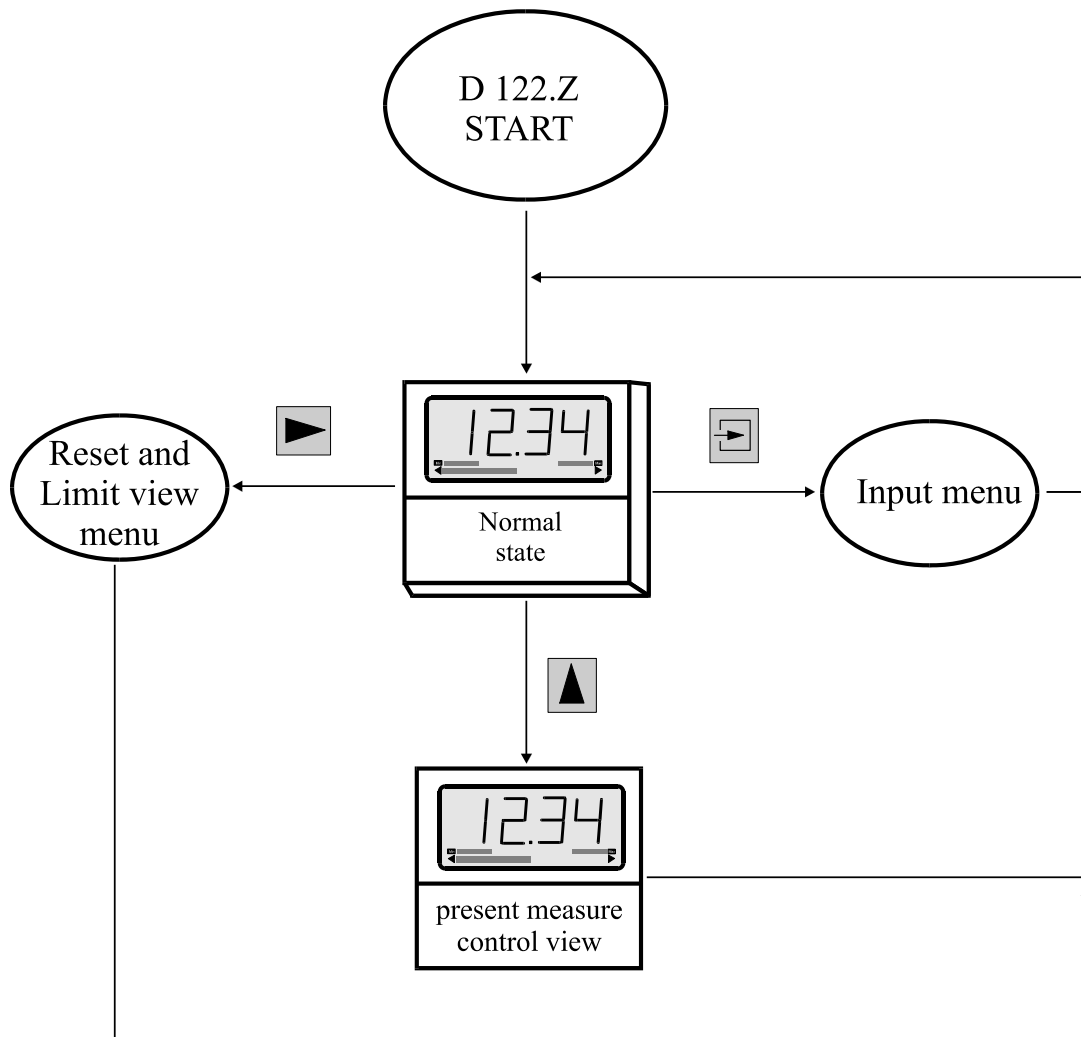 D 122.Z
START
12.34
Normal
state
Reset and
Limit view
menu
Input menu
12.34
present measure
control view